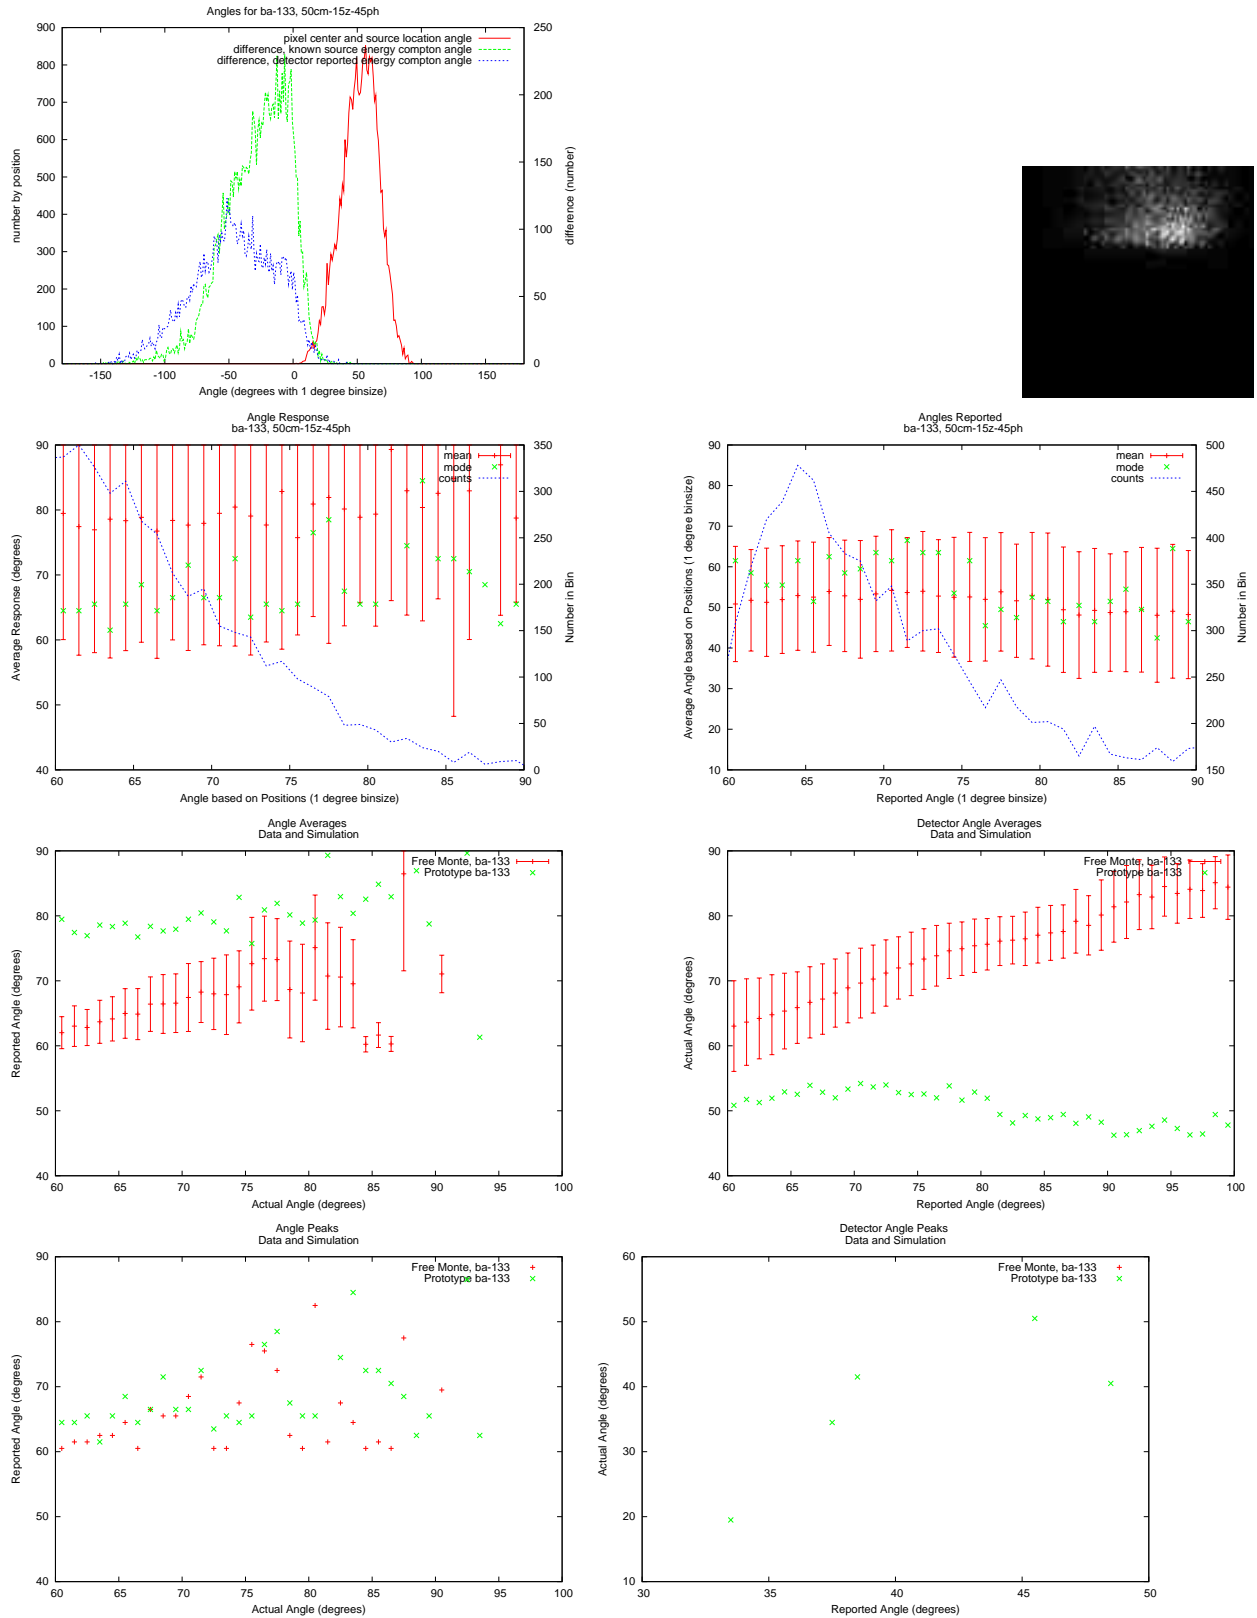 Angles for ba-133, 50cm-15z-45ph
pixel center and source location angle
difference, known source energy compton angle
difference, detector reported energy compton angle
number by position
0
100
200
300
400
500
600
700
800
900
difference (number)
0
50
100
150
200
250
-150
-100
-50
0
50
100
150
Angle (degrees with 1 degree binsize)
Angle Response
ba-133, 50cm-15z-45ph
mean
mode
counts
Average Response (degrees)
40
50
60
70
80
90
Number in Bin
0
50
100
150
200
250
300
350
60
65
70
75
80
85
90
Angle based on Positions (1 degree binsize)
Angles Reported
ba-133, 50cm-15z-45ph
mean
mode
counts
Average Angle based on Positions (1 degree binsize)
10
20
30
40
50
60
70
80
90
Number in Bin
150
200
250
300
350
400
450
500
60
65
70
75
80
85
90
Reported Angle (1 degree binsize)
Angle Averages
Data and Simulation
Free Monte, ba-133
Prototype ba-133
Reported Angle (degrees)
40
50
60
70
80
90
60
65
70
75
80
85
90
95
100
Actual Angle (degrees)
Detector Angle Averages
Data and Simulation
Free Monte, ba-133
Prototype ba-133
Actual Angle (degrees)
40
50
60
70
80
90
60
65
70
75
80
85
90
95
100
Reported Angle (degrees)
Angle Peaks
Data and Simulation
Free Monte, ba-133
Prototype ba-133
Reported Angle (degrees)
40
50
60
70
80
90
60
65
70
75
80
85
90
95
100
Actual Angle (degrees)
Detector Angle Peaks
Data and Simulation
Free Monte, ba-133
Prototype ba-133
Actual Angle (degrees)
10
20
30
40
50
60
30
35
40
45
50
Reported Angle (degrees)